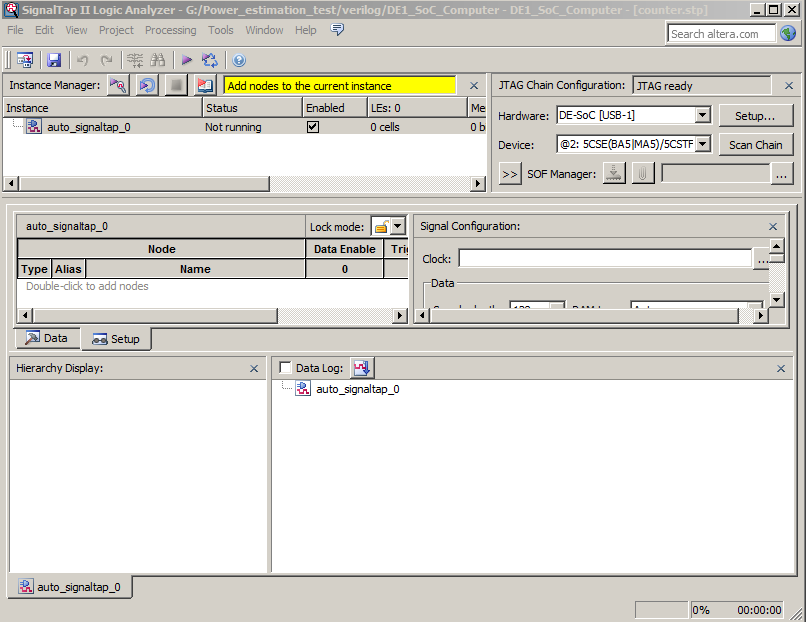 SignalTap II Logic Analyzer - G:/Power_estimation_test/verilog/DE1_SoC_Computer - DE1_SoC_Computer - [counter.stp]
File Edit View Project Processing Tools Window Help
Search altera.com
Instance Manager: Add nodes to the current instance
JTAG Chain Configuration: JTAG ready
Instance Status Enabled LEs: 0 Me
auto_signaltap_0 Not running 0 cells 0 b
Hardware: DE-SoC [USB-1] Setup...
Device: @2: 5CSE(BA5|MA5)/5CSTF Scan Chain
>> SOF Manager: ...
auto_signaltap_0 Lock mode:
Signal Configuration:
Node Data Enable Trig
Type Alias Name 0
Double-click to add nodes
Clock: ...
Data
Data Setup
Hierarchy Display:
Data Log:
auto_signaltap_0
auto_signaltap_0
0% 00:00:00